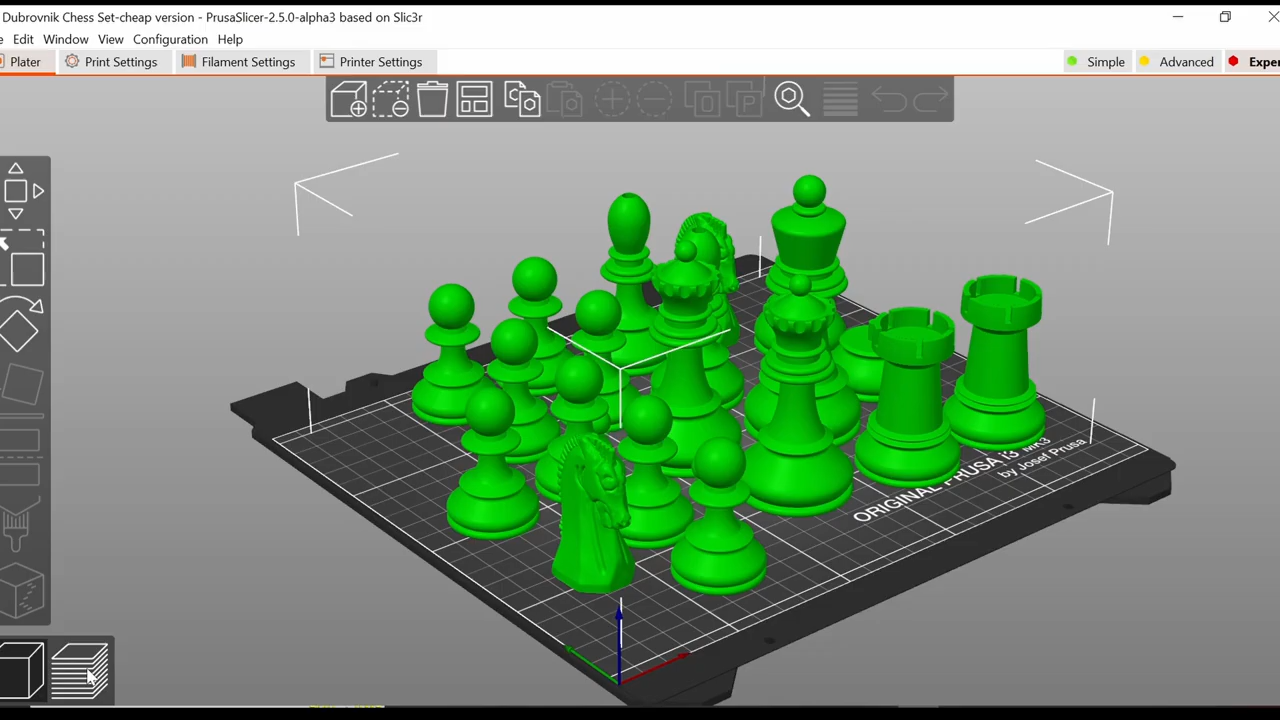 Dubrovnik Chess Set-cheap version - PrusaSlicer-2.5.0-alpha3 based on Slic3r
Edit Window View Configuration Help
Plater Print Settings Filament Settings Printer Settings Simple Advanced Exper
ORIGINAL PRUSA i3 MK3
by Josef Prusa